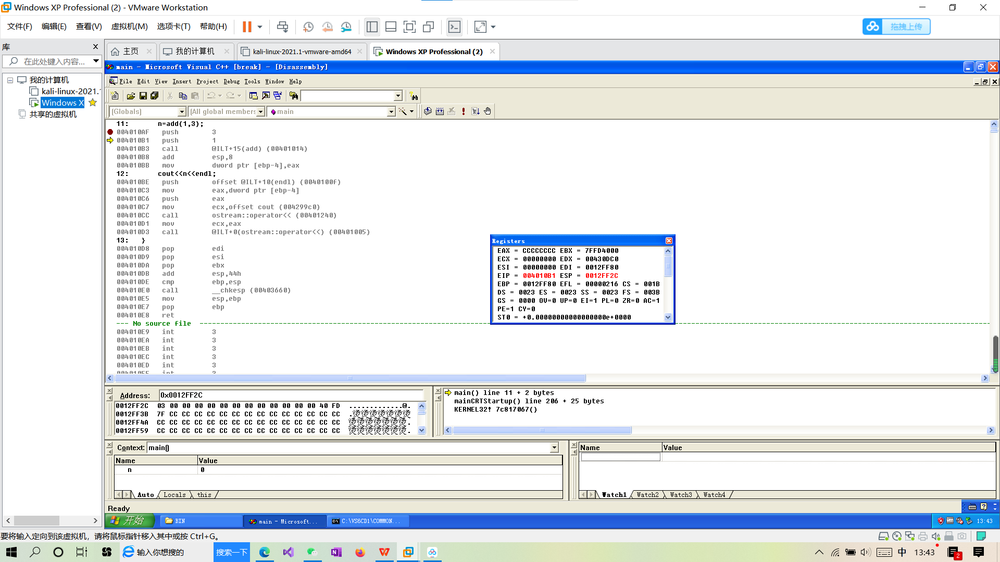 Windows XP Professional (2) - VMware Workstation
文件(F) 编辑(E) 查看(V) 虚拟机(M) 选项卡(T) 帮助(H)
拖拽上传
库
在此处键入内容...
我的计算机
kali-linux-2021.1
Windows X
共享的虚拟机
主页 我的计算机 kali-linux-2021.1-vmware-amd64 Windows XP Professional (2)
main - Microsoft Visual C++ [break] - [Disassembly]
File Edit View Insert Project Debug Tools Window Help
(Globals) (All global members main
11: n=add(1,3);
004010AF push 3
004010B1 push 1
004010B3 call @ILT+15(add) (00401014)
004010B8 add esp,8
004010BB mov dword ptr [ebp-4],eax
12: cout<<n<<endl;
004010BE push offset @ILT+10(endl) (0040100f)
004010C3 mov eax,dword ptr [ebp-4]
004010C6 push eax
004010C7 mov ecx,offset cout (004299c0)
004010CC call ostream::operator<< (00401240)
004010D1 mov ecx,eax
004010D3 call @ILT+0(ostream::operator<<) (00401005)
13: }
004010D8 pop edi
004010D9 pop esi
004010DA pop ebx
004010DB add esp,44h
004010DE cmp ebp,esp
004010E0 call __chkesp (00403660)
004010E5 mov esp,ebp
004010E7 pop ebp
004010E8 ret
--- No source file
004010E9 int 3
004010EA int 3
004010EB int 3
004010EC int 3
004010ED int 3
004010EE int 3
Registers
EAX = CCCCCCCC EBX = 7FFD4000
ECX = 00000000 EDX = 00430DC0
ESI = 00000000 EDI = 0012FF80
EIP = 004010B1 ESP = 0012FF2C
EBP = 0012FF80 EFL = 00000216 CS = 001B
DS = 0023 ES = 0023 SS = 0023 FS = 003B
GS = 0000 OV=0 UP=0 EI=1 PL=0 ZR=0 AC=1
PE=1 CY=0
ST0 = +0.00000000000000000e+0000
Address: 0x0012FF2C
0012FF2C 03 00 00 00 00 00 00 00 00 00 00 00 00 40 FD .............@.
0012FF3B 7F CC CC CC CC CC CC CC CC CC CC CC CC CC CC .烫烫烫烫烫烫烫
0012FF4A CC CC CC CC CC CC CC CC CC CC CC CC CC CC CC 烫烫烫烫烫烫烫.
0012FF59 CC CC CC CC CC CC CC CC CC CC CC CC CC CC CC 烫烫烫烫烫烫烫.
main() line 11 + 2 bytes
mainCRTStartup() line 206 + 25 bytes
KERNEL32! 7c817067()
Context: main()
Name Value
n 0
Auto Locals this
Name Value
Watch1 Watch2 Watch3 Watch4
Ready
开始 BIN main - Microsoft... C:\VS6CD1\COMMON... 13:43
要将输入定向到该虚拟机，请将鼠标指针移入其中或按 Ctrl+G。
输入你想搜的 搜索一下 中 13:43 2